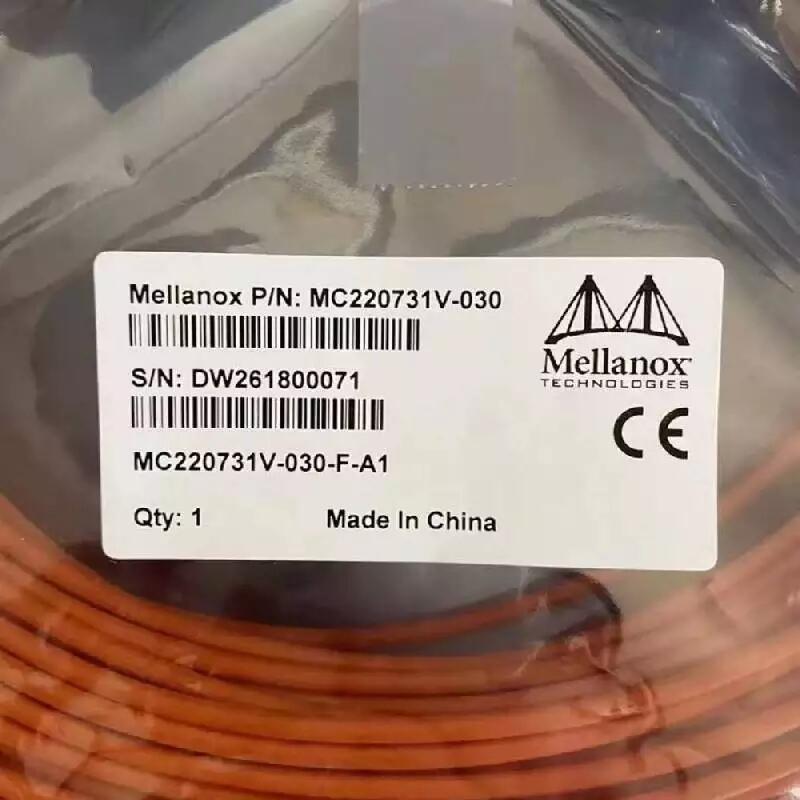 Mellanox P/N: MC220731V-030
S/N: DW261800071
MC220731V-030-F-A1
Qty: 1
Made In China
Mellanox
TECHNOLOGIES
CE